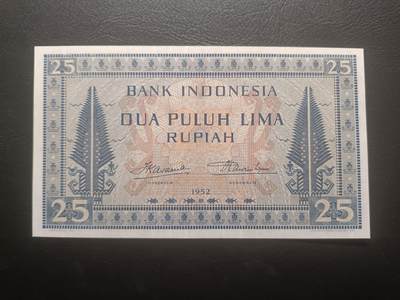 25 25
BANK INDONESIA
DUA PULUH LIMA
RUPIAH
1952
25 25